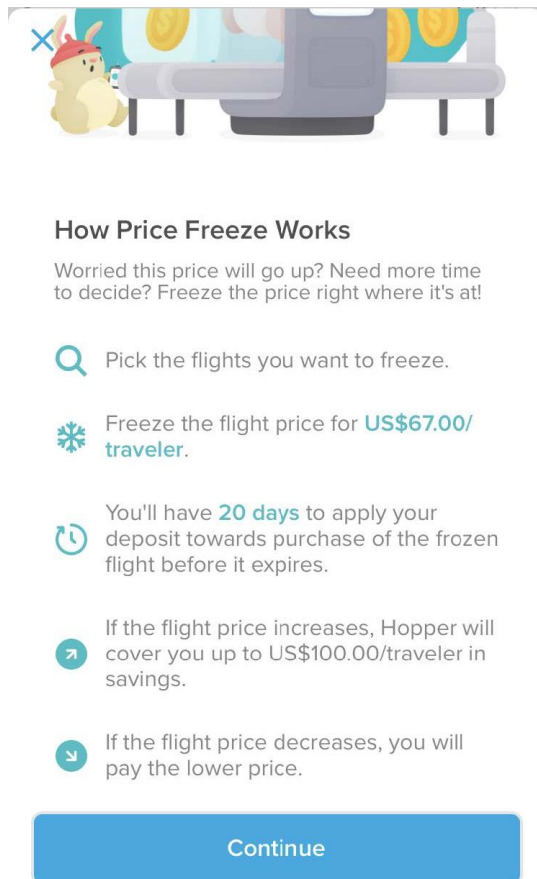 How Price Freeze Works
Worried this price will go up? Need more time
to decide? Freeze the price right where it's at!
Pick the flights you want to freeze.
Freeze the flight price for US$67.00/
traveler.
You'll have 20 days to apply your
deposit towards purchase of the frozen
flight before it expires.
If the flight price increases, Hopper will
cover you up to US$100.00/traveler in
savings.
If the flight price decreases, you will
pay the lower price.
Continue